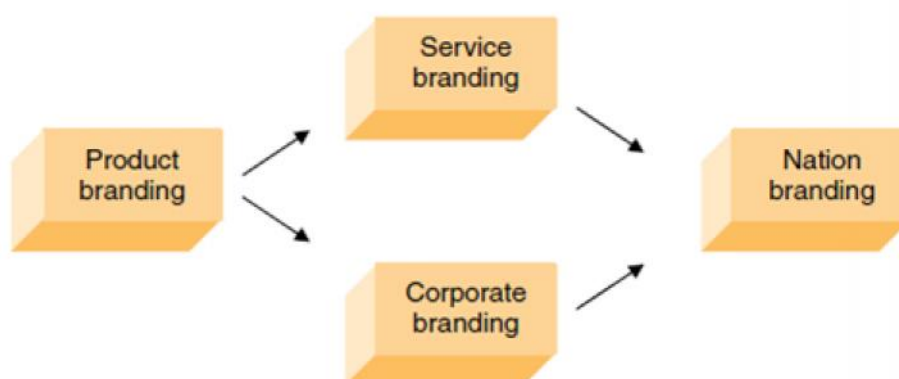 Service
branding
Product
branding
Nation
branding
Corporate
branding